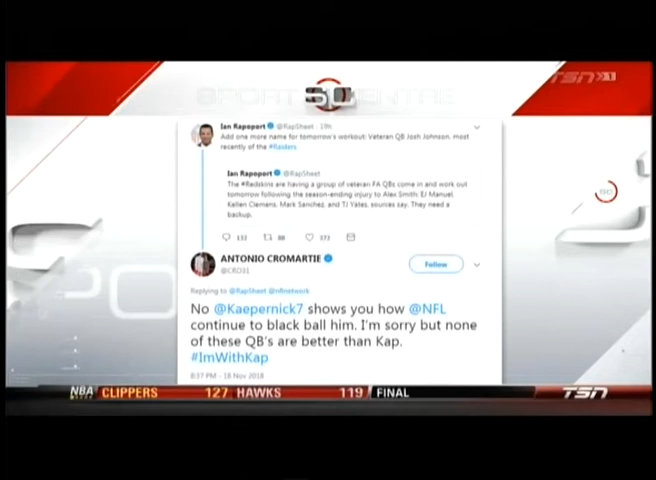 SPORTSCENTRE
SC
TSN
Ian Rapoport @RapSheet · 19h
Add one more name for tomorrow's workout: Veteran QB Josh Johnson, most
recently of the #Raiders
Ian Rapoport @RapSheet
The #Redskins are having a group of veteran FA QBs come in and work out
tomorrow following the season-ending injury to Alex Smith: EJ Manuel,
Kellen Clemens, Mark Sanchez, and TJ Yates, sources say. They need a
backup.
ANTONIO CROMARTIE
@CRO31
Follow
Replying to @RapSheet @nflnetwork
No @Kaepernick7 shows you how @NFL
continue to black ball him. I'm sorry but none
of these QB's are better than Kap.
#ImWithKap
8:37 PM - 18 Nov 2018
NBA CLIPPERS 127 HAWKS 119 FINAL TSN